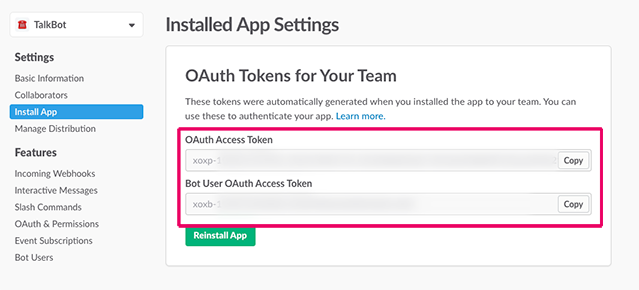 TalkBot
Installed App Settings
Settings
Basic Information
Collaborators
Install App
Manage Distribution
Features
Incoming Webhooks
Interactive Messages
Slash Commands
OAuth & Permissions
Event Subscriptions
Bot Users
OAuth Tokens for Your Team
These tokens were automatically generated when you installed the app to your team. You can
use these to authenticate your app. Learn more.
OAuth Access Token
xoxp-1
Copy
Bot User OAuth Access Token
xoxb-1
Copy
Reinstall App